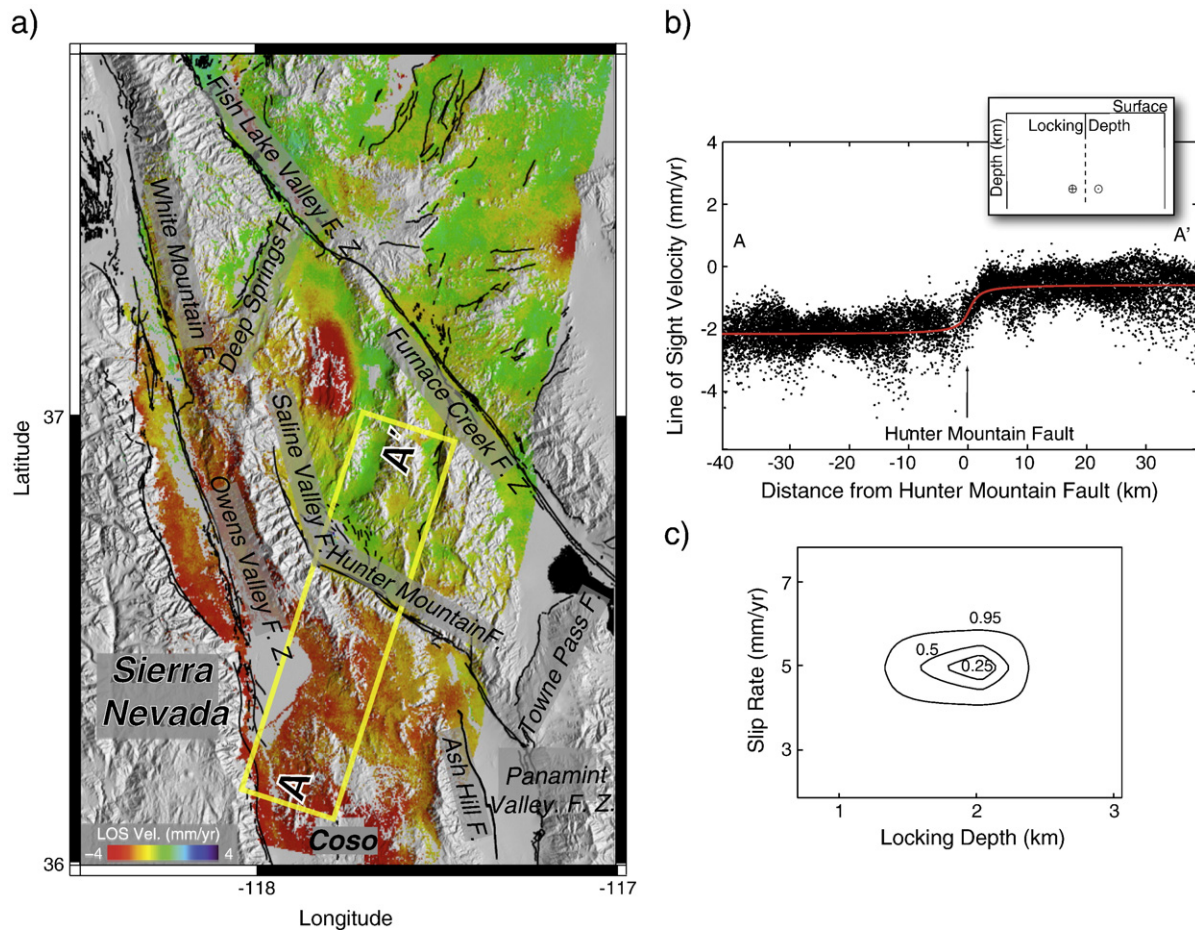 a)
Fish Lake Valley F. Z.
White Mountain F.
Deep Springs F.
Furnace Creek F. Z
Saline Valley F.
Owens Valley F. Z.
Hunter Mountain F.
A'
A
Sierra
Nevada
Towne Pass F.
Ash Hill F.
Panamint
Valley. F. Z.
Coso
LOS Vel. (mm/yr)
-4
4
37
36
Latitude
-118
-117
Longitude
b)
Surface
Locking Depth
Depth (km)
4
2
0
-2
-4
Line of Sight Velocity (mm/yr)
A
A'
Hunter Mountain Fault
-40
-30
-20
-10
0
10
20
30
Distance from Hunter Mountain Fault (km)
c)
7
5
3
Slip Rate (mm/yr)
0.95
0.5
0.25
1
2
3
Locking Depth (km)